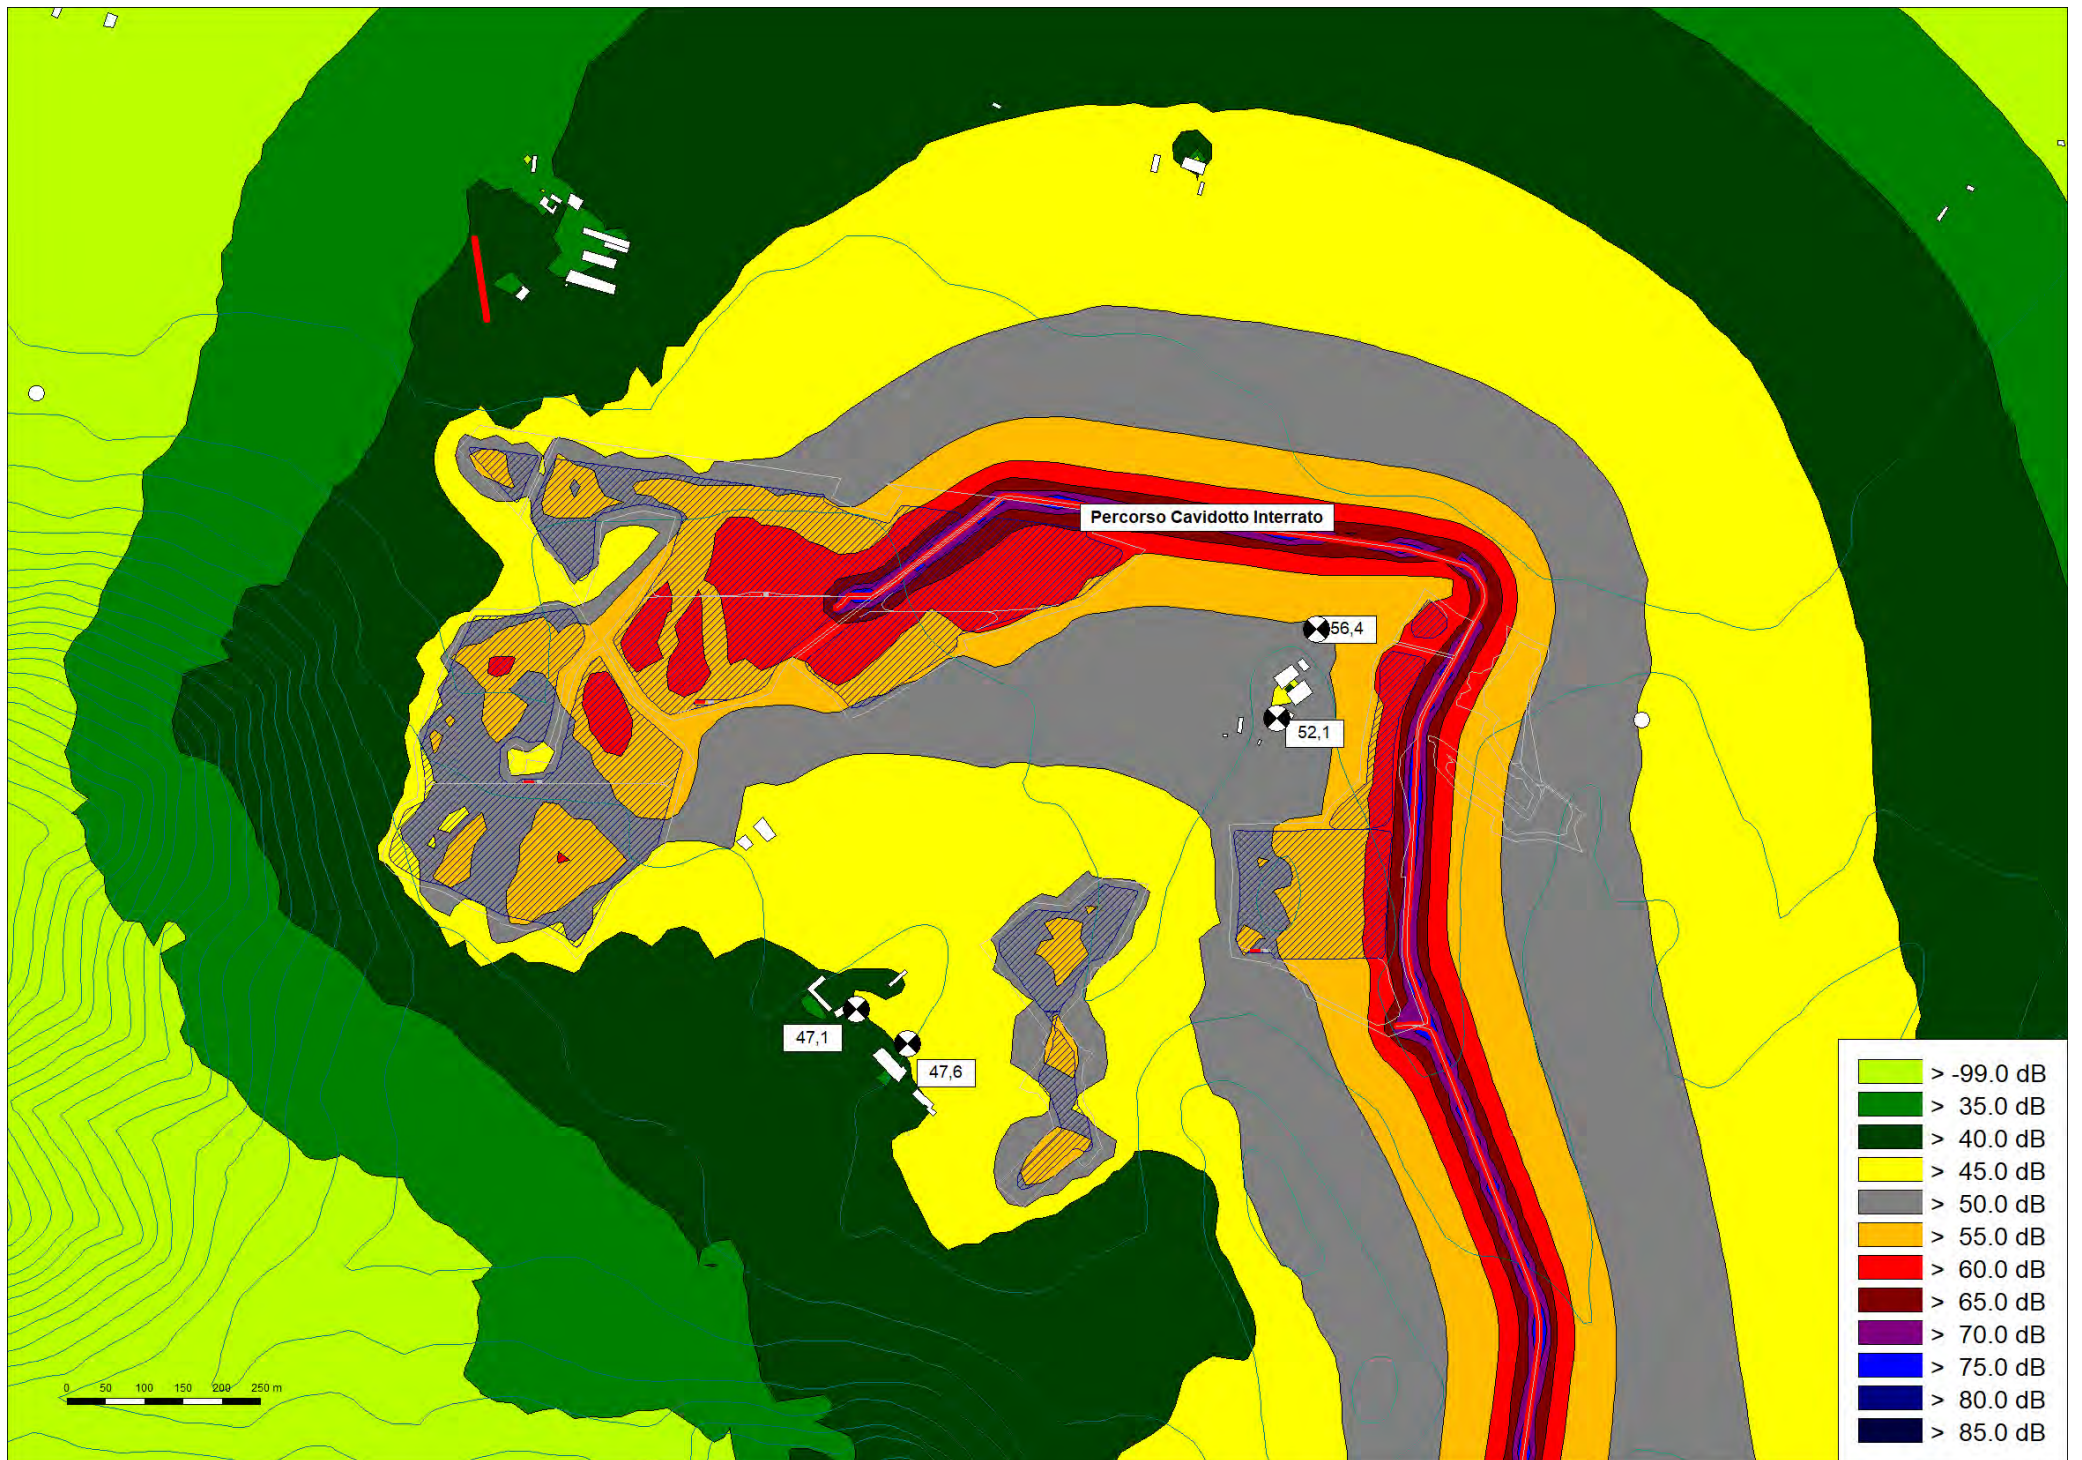 Percorso Cavidotto Interrato
56,4
52,1
47,1
47,6
0 50 100 150 200 250 m
> -99.0 dB
> 35.0 dB
> 40.0 dB
> 45.0 dB
> 50.0 dB
> 55.0 dB
> 60.0 dB
> 65.0 dB
> 70.0 dB
> 75.0 dB
> 80.0 dB
> 85.0 dB